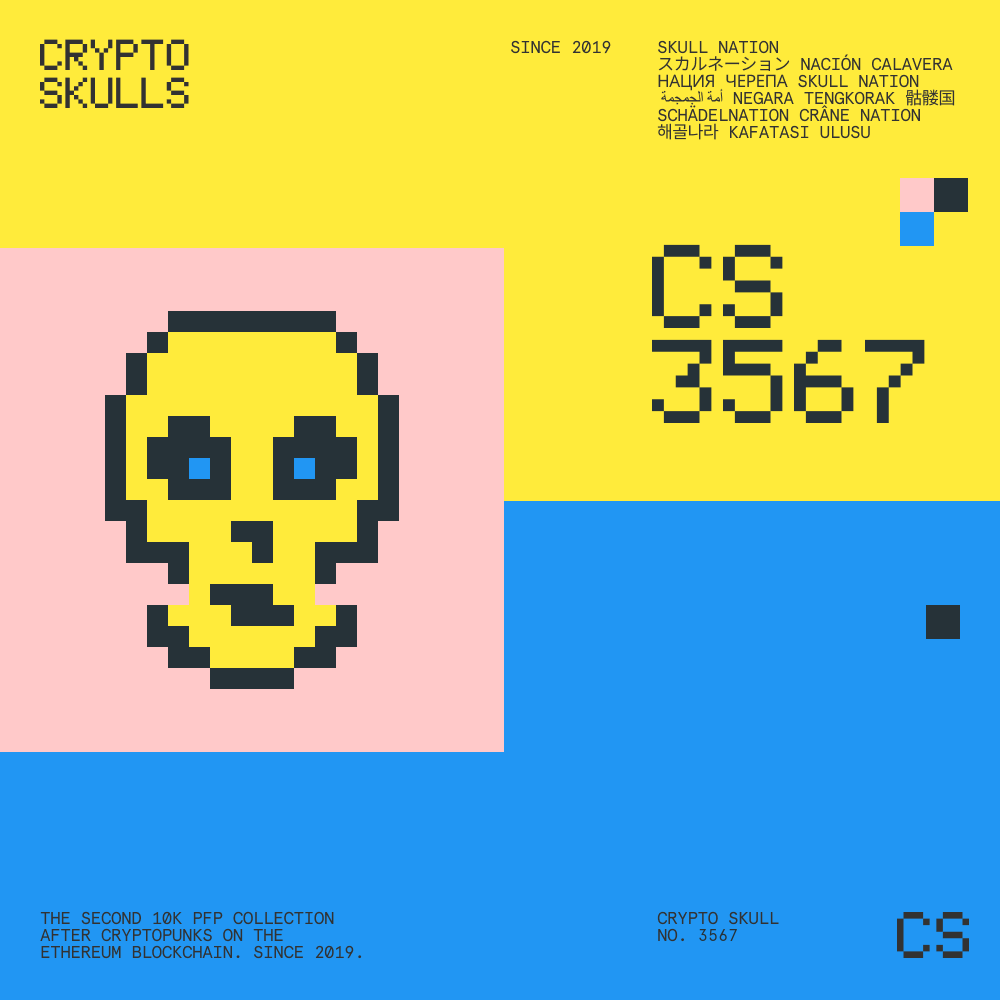 CRYPTO
SKULLS
SINCE 2019
SKULL NATION
スカルネーション NACIÓN CALAVERA
НАЦИЯ ЧЕРЕПА SKULL NATION
أمة الجمجمة NEGARA TENGKORAK 骷髅国
SCHÄDELNATION CRÂNE NATION
해골나라 KAFATASI ULUSU
CS
3567
THE SECOND 10K PFP COLLECTION
AFTER CRYPTOPUNKS ON THE
ETHEREUM BLOCKCHAIN. SINCE 2019.
CRYPTO SKULL
NO. 3567
CS